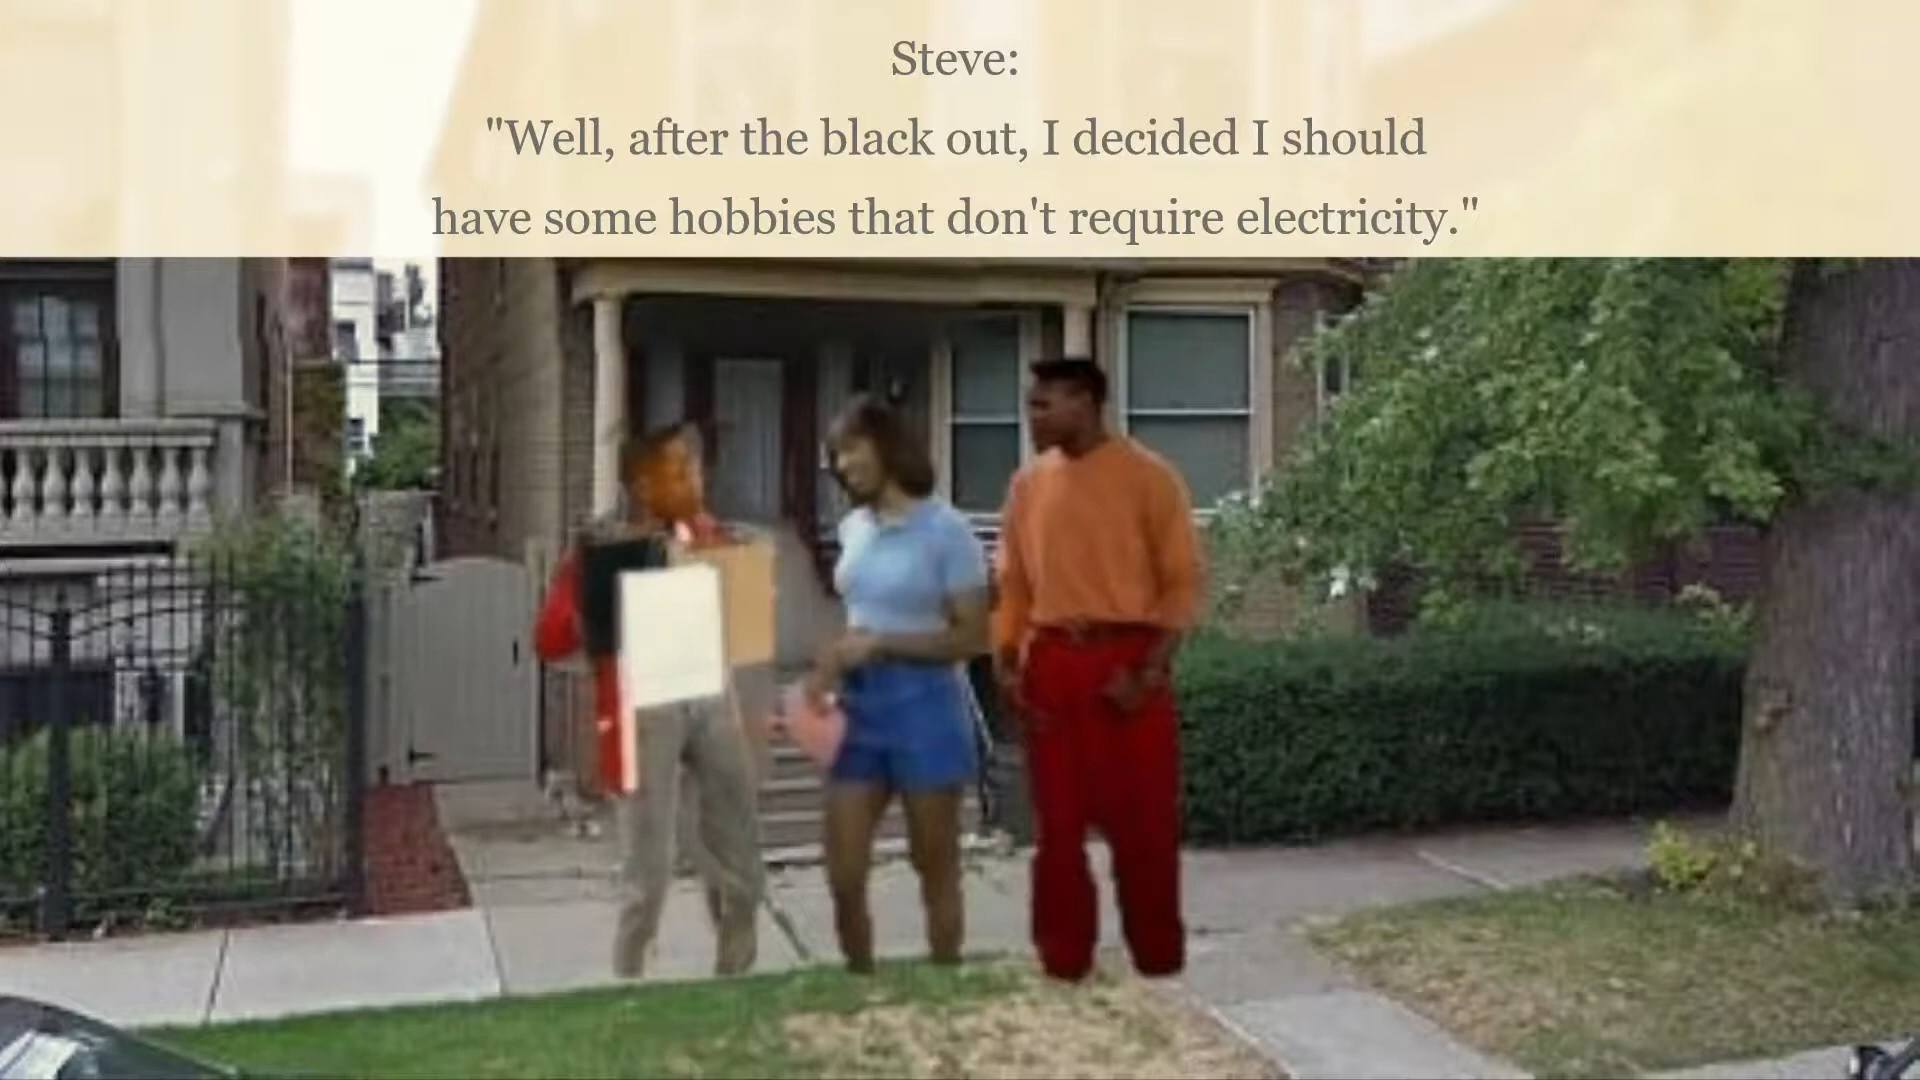 Steve:
"Well, after the black out, I decided I should
have some hobbies that don't require electricity."